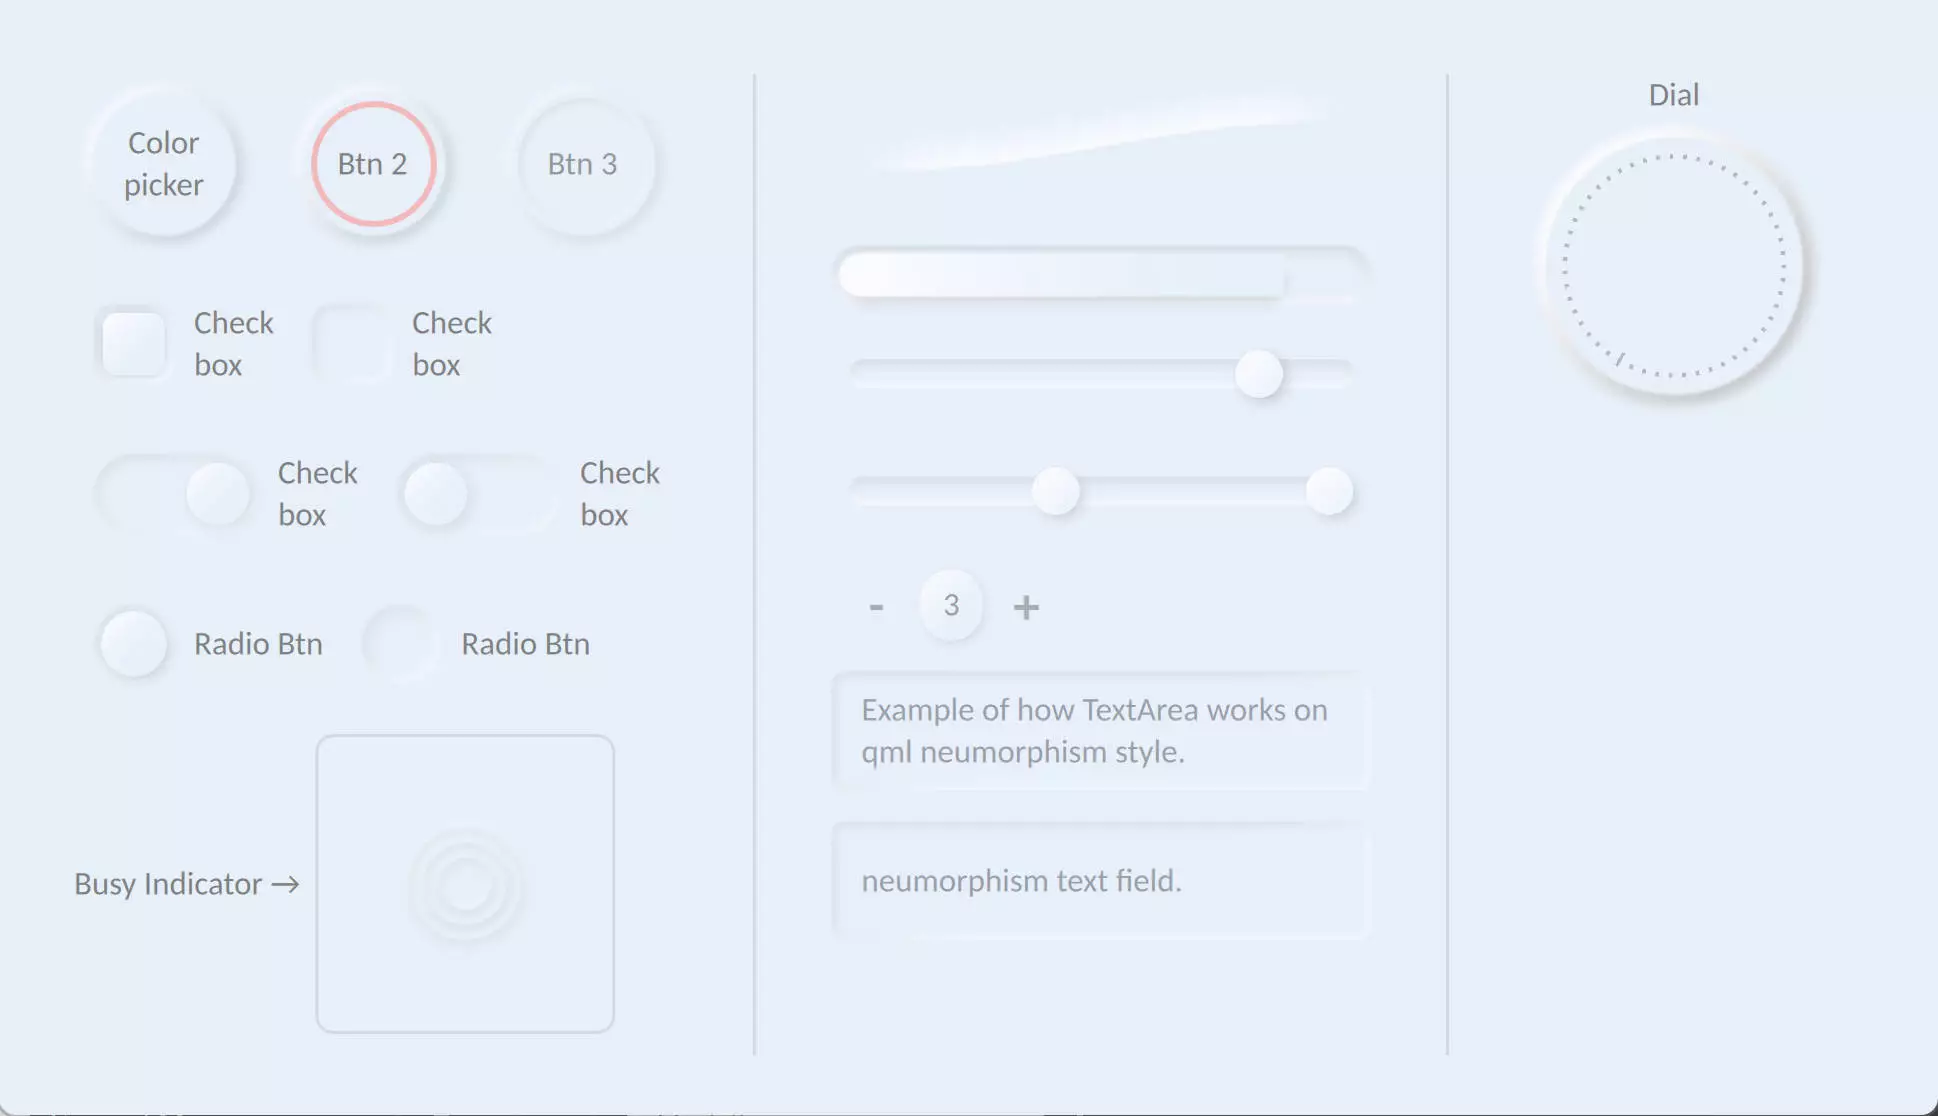 Color
picker
Btn 2
Btn 3
Check
box
Check
box
Check
box
Check
box
Radio Btn
Radio Btn
Busy Indicator →
- 3 +
Example of how TextArea works on
qml neumorphism style.
neumorphism text field.
Dial